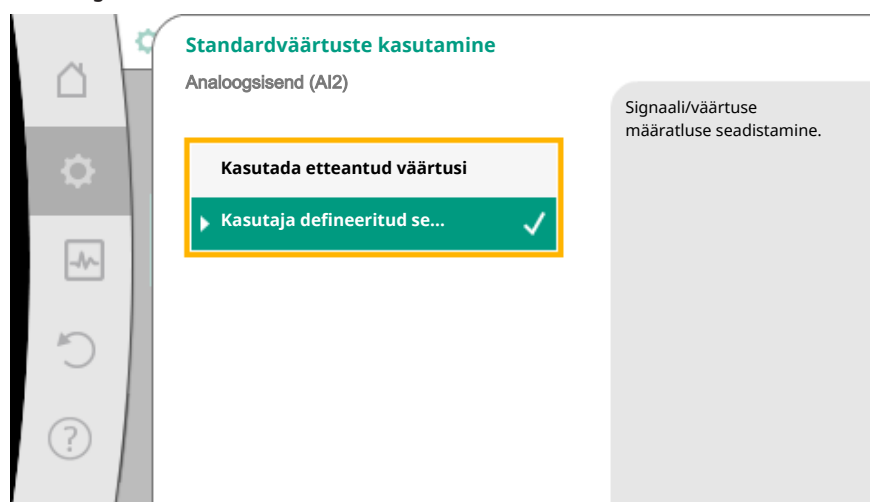 Standardväärtuste kasutamine
Analoogsisend (AI2)
Signaali/väärtuse
määratluse seadistamine.
Kasutada etteantud väärtusi
Kasutaja defineeritud se...
?